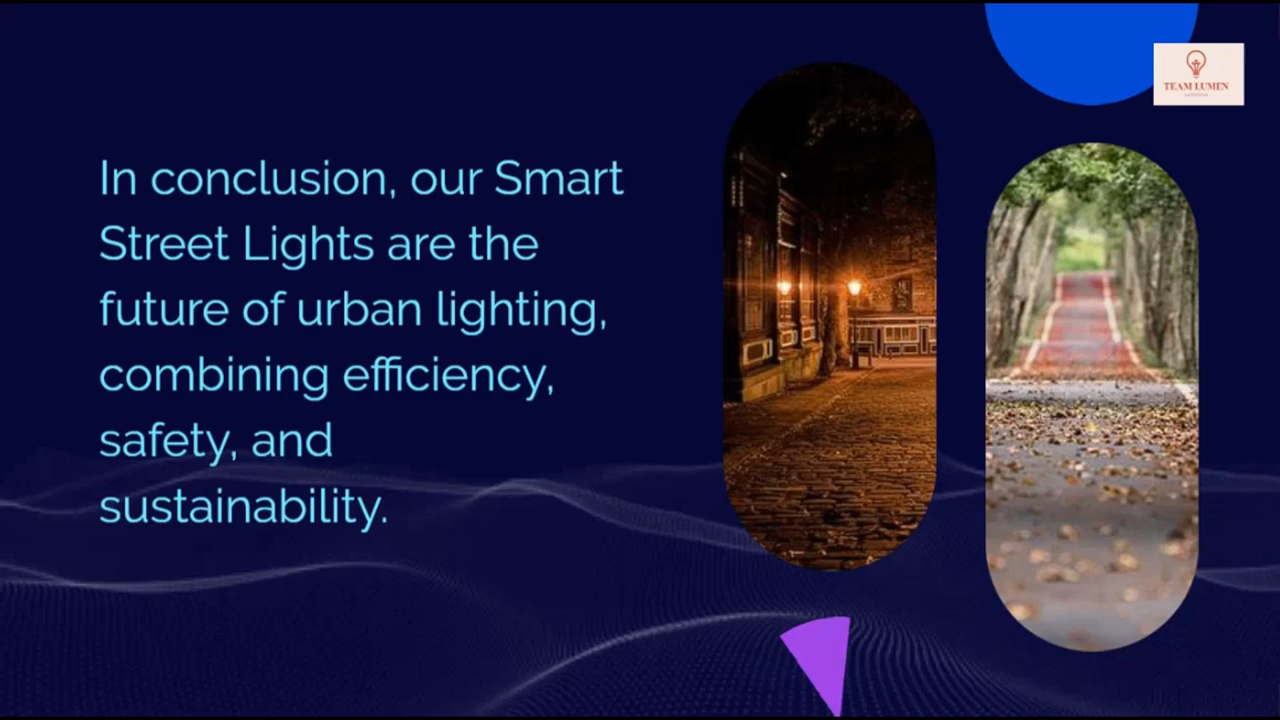 In conclusion, our Smart
Street Lights are the
future of urban lighting,
combining efficiency,
safety, and
sustainability.
TEAM LUMEN